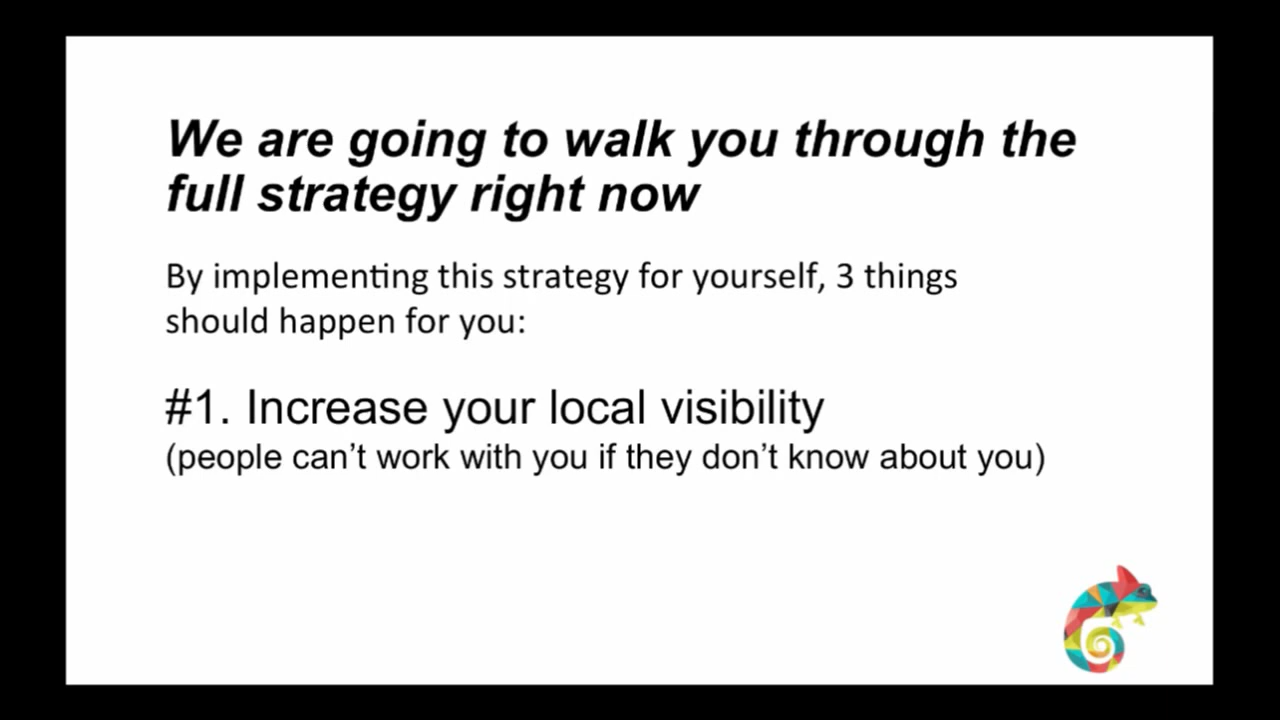 We are going to walk you through the
full strategy right now
By implementing this strategy for yourself, 3 things
should happen for you:
#1. Increase your local visibility
(people can’t work with you if they don’t know about you)